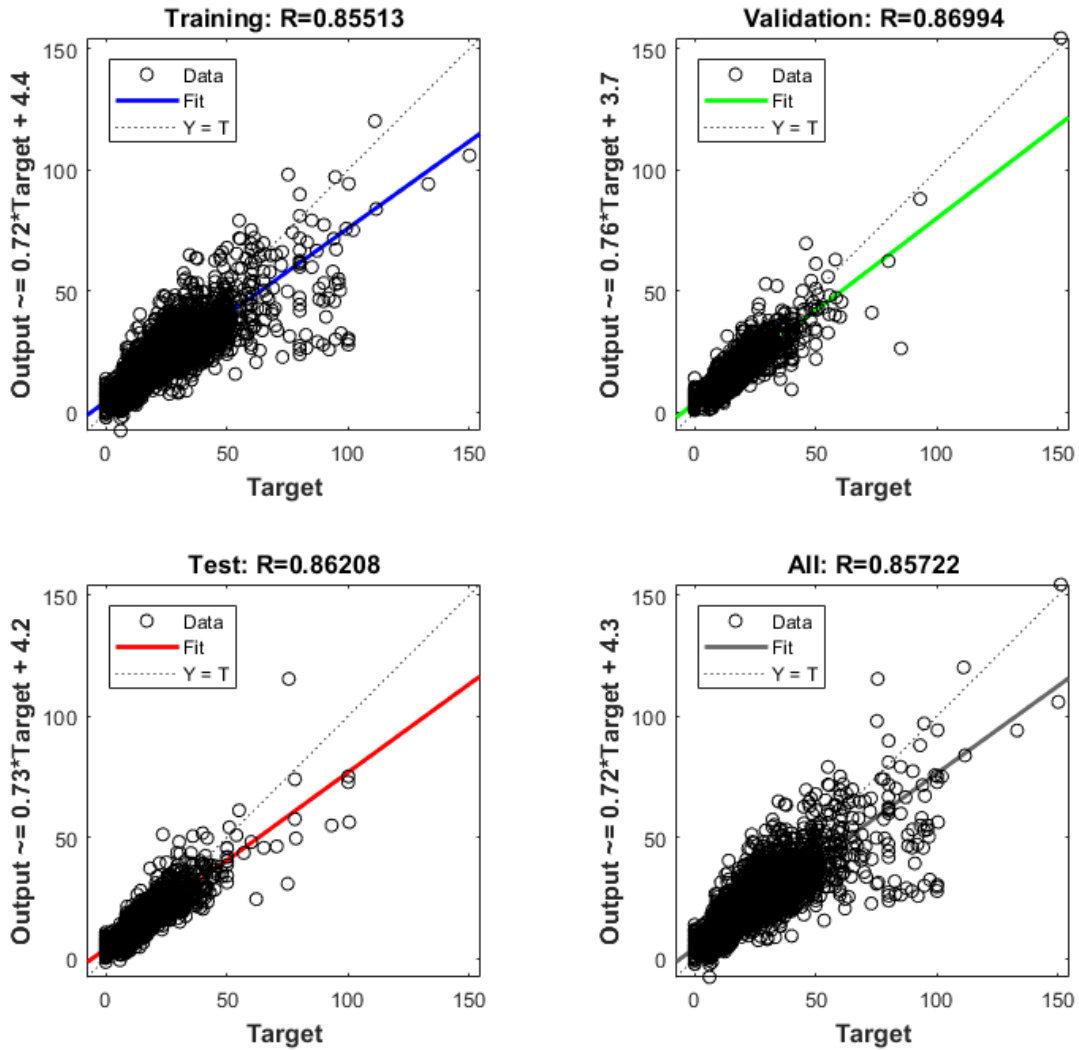 Training: R=0.85513
Output ~= 0.72*Target + 4.4
150
100
50
0
Data
Fit
Y = T
0 50 100 150
Target
Validation: R=0.86994
Output ~= 0.76*Target + 3.7
150
100
50
0
Data
Fit
Y = T
0 50 100 150
Target
Test: R=0.86208
Output ~= 0.73*Target + 4.2
150
100
50
0
Data
Fit
Y = T
0 50 100 150
Target
All: R=0.85722
Output ~= 0.72*Target + 4.3
150
100
50
0
Data
Fit
Y = T
0 50 100 150
Target